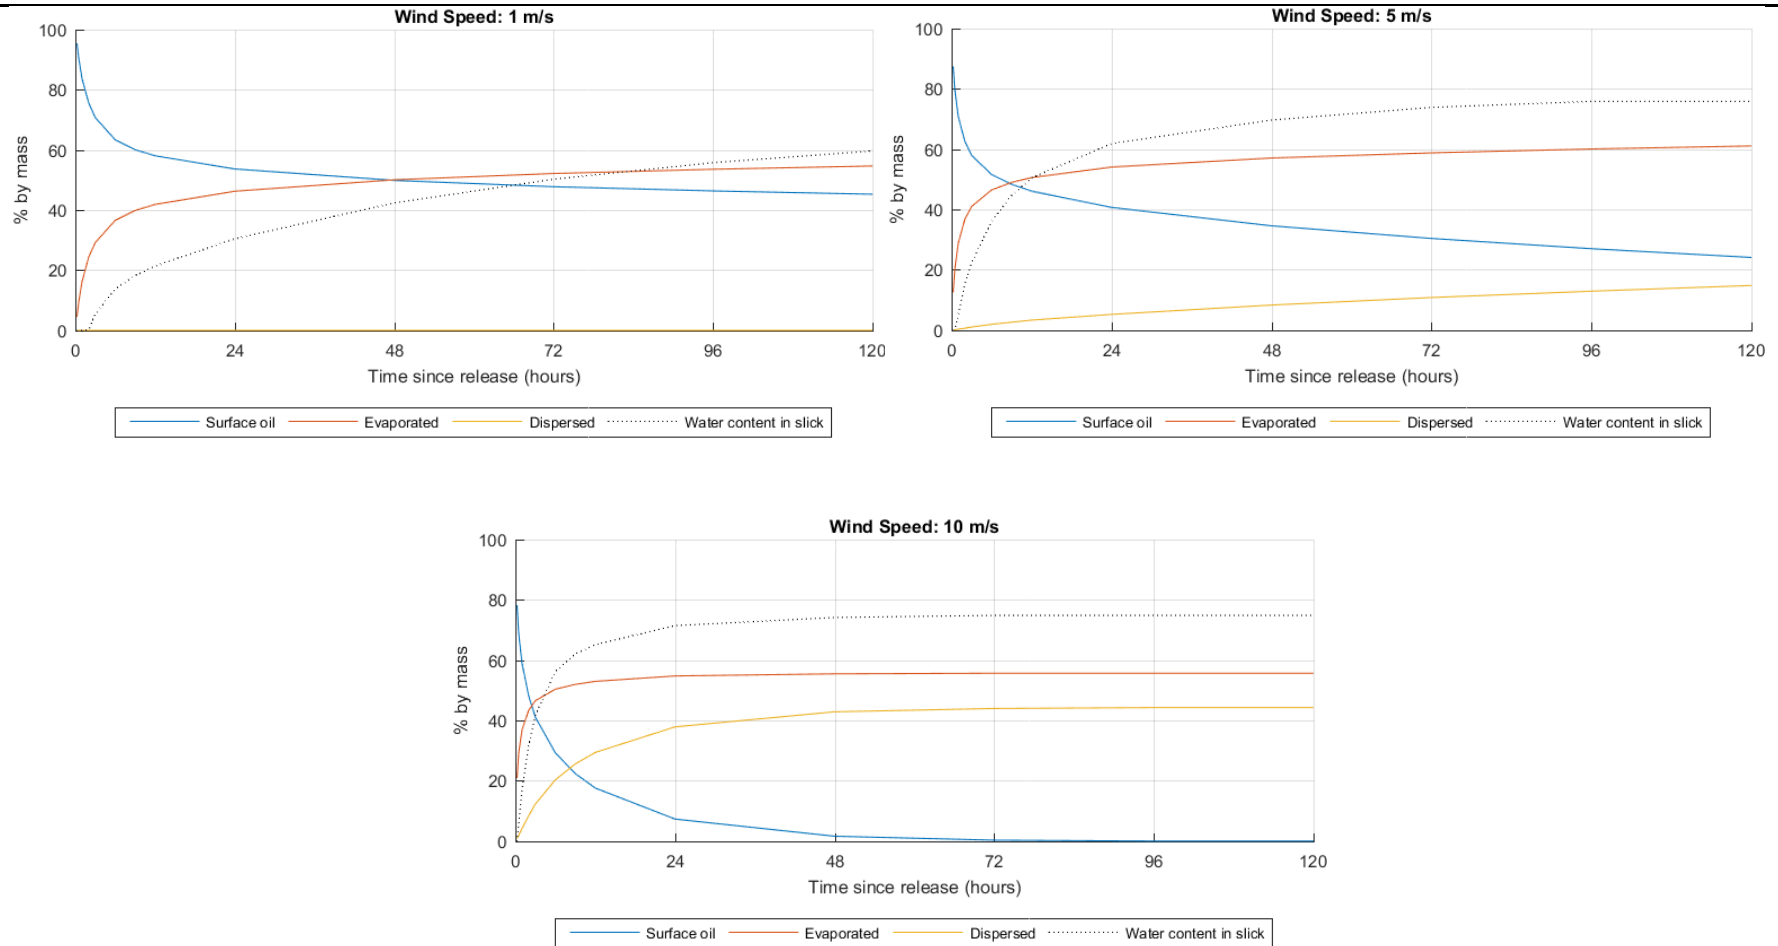 Wind Speed: 1 m/s
100
80
60
40
20
0
% by mass
0 24 48 72 96 120
Time since release (hours)
Surface oil Evaporated Dispersed Water content in slick
Wind Speed: 5 m/s
100
80
60
40
20
0
% by mass
0 24 48 72 96 120
Time since release (hours)
Surface oil Evaporated Dispersed Water content in slick
Wind Speed: 10 m/s
100
80
60
40
20
0
% by mass
0 24 48 72 96 120
Time since release (hours)
Surface oil Evaporated Dispersed Water content in slick